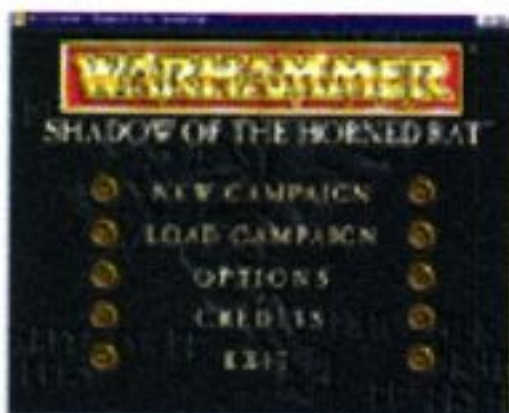 WARHAMMER
SHADOW OF THE HORNED RAT
NEW CAMPAIGN
LOAD CAMPAIGN
OPTIONS
CREDITS
EXIT